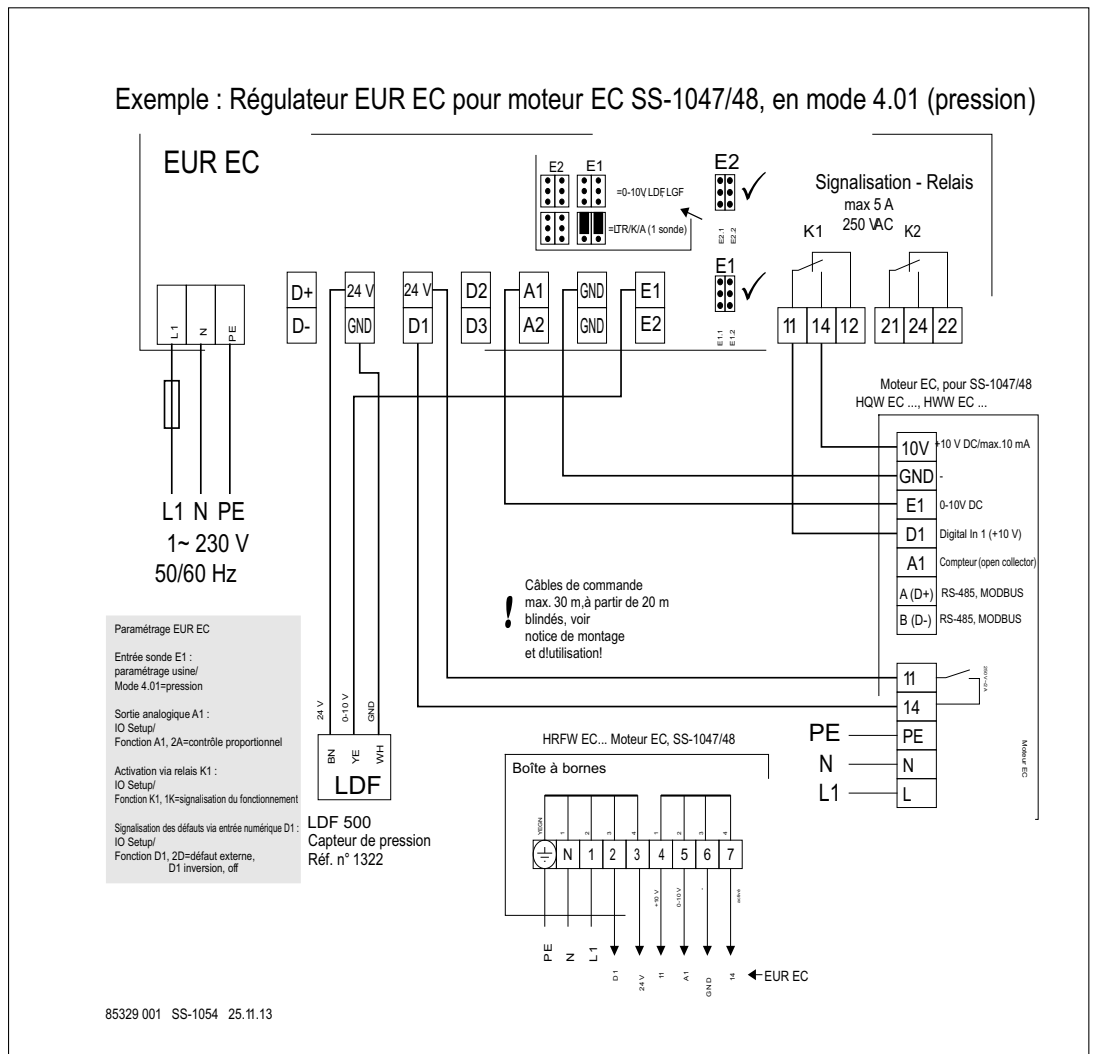 Exemple : Régulateur EUR EC pour moteur EC SS-1047/48, en mode 4.01 (pression)
EUR EC
E2 E1
=0-10V, LDF, LGF
=LTR/K/A (1 sonde)
E2
E2.1 E2.2
E1
E1.1 E1.2
Signalisation - Relais
max 5 A
250 VAC
K1 K2
L1 N PE
D+ 24 V 24 V D2 A1 GND E1
D- GND D1 D3 A2 GND E2
11 14 12 21 24 22
L1 N PE
1~ 230 V
50/60 Hz
Moteur EC, pour SS-1047/48
HQW EC ..., HWW EC ...
10V +10 V DC/max.10 mA
GND -
E1 0-10V DC
D1 Digital In 1 (+10 V)
A1 Compteur (open collector)
A (D+) RS-485, MODBUS
B (D-) RS-485, MODBUS
11
14
PE PE
N N
L1 L
Moteur EC
! Câbles de commande
max. 30 m,à partir de 20 m
blindés, voir
notice de montage
et d!utilisation!
Paramétrage EUR EC
Entrée sonde E1 :
paramétrage usine/
Mode 4.01=pression
Sortie analogique A1 :
IO Setup/
Fonction A1, 2A=contrôle proportionnel
Activation via relais K1 :
IO Setup/
Fonction K1, 1K=signalisation du fonctionnement
Signalisation des défauts via entrée numérique D1 :
IO Setup/
Fonction D1, 2D=défaut externe,
D1 inversion, off
24 V 0-10 V GND
BN YE WH
LDF
LDF 500
Capteur de pression
Réf. n° 1322
HRFW EC... Moteur EC, SS-1047/48
Boîte à bornes
YEGN 1 2 3 4 1 2 3 4
N 1 2 3 4 5 6 7
+10 V 0-10 V -
PE N L1
D1 24 V 11 A1 GND 14
EUR EC
85329 001 SS-1054 25.11.13